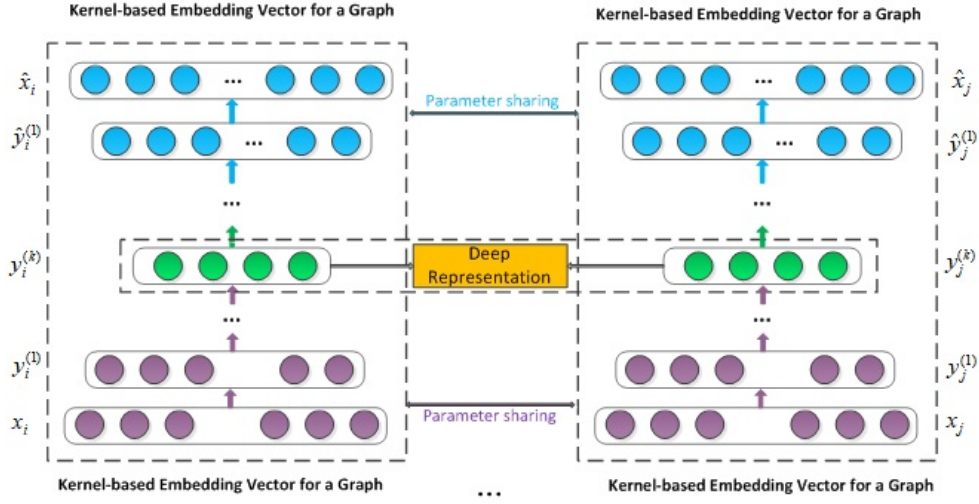 Kernel-based Embedding Vector for a Graph
Kernel-based Embedding Vector for a Graph
x̂ᵢ
...
...
x̂ⱼ
Parameter sharing
ŷᵢ⁽¹⁾
...
...
ŷⱼ⁽¹⁾
...
...
yᵢ⁽ᵏ⁾
Deep
Representation
yⱼ⁽ᵏ⁾
...
...
yᵢ⁽¹⁾
yⱼ⁽¹⁾
Parameter sharing
xᵢ
xⱼ
Kernel-based Embedding Vector for a Graph
...
Kernel-based Embedding Vector for a Graph